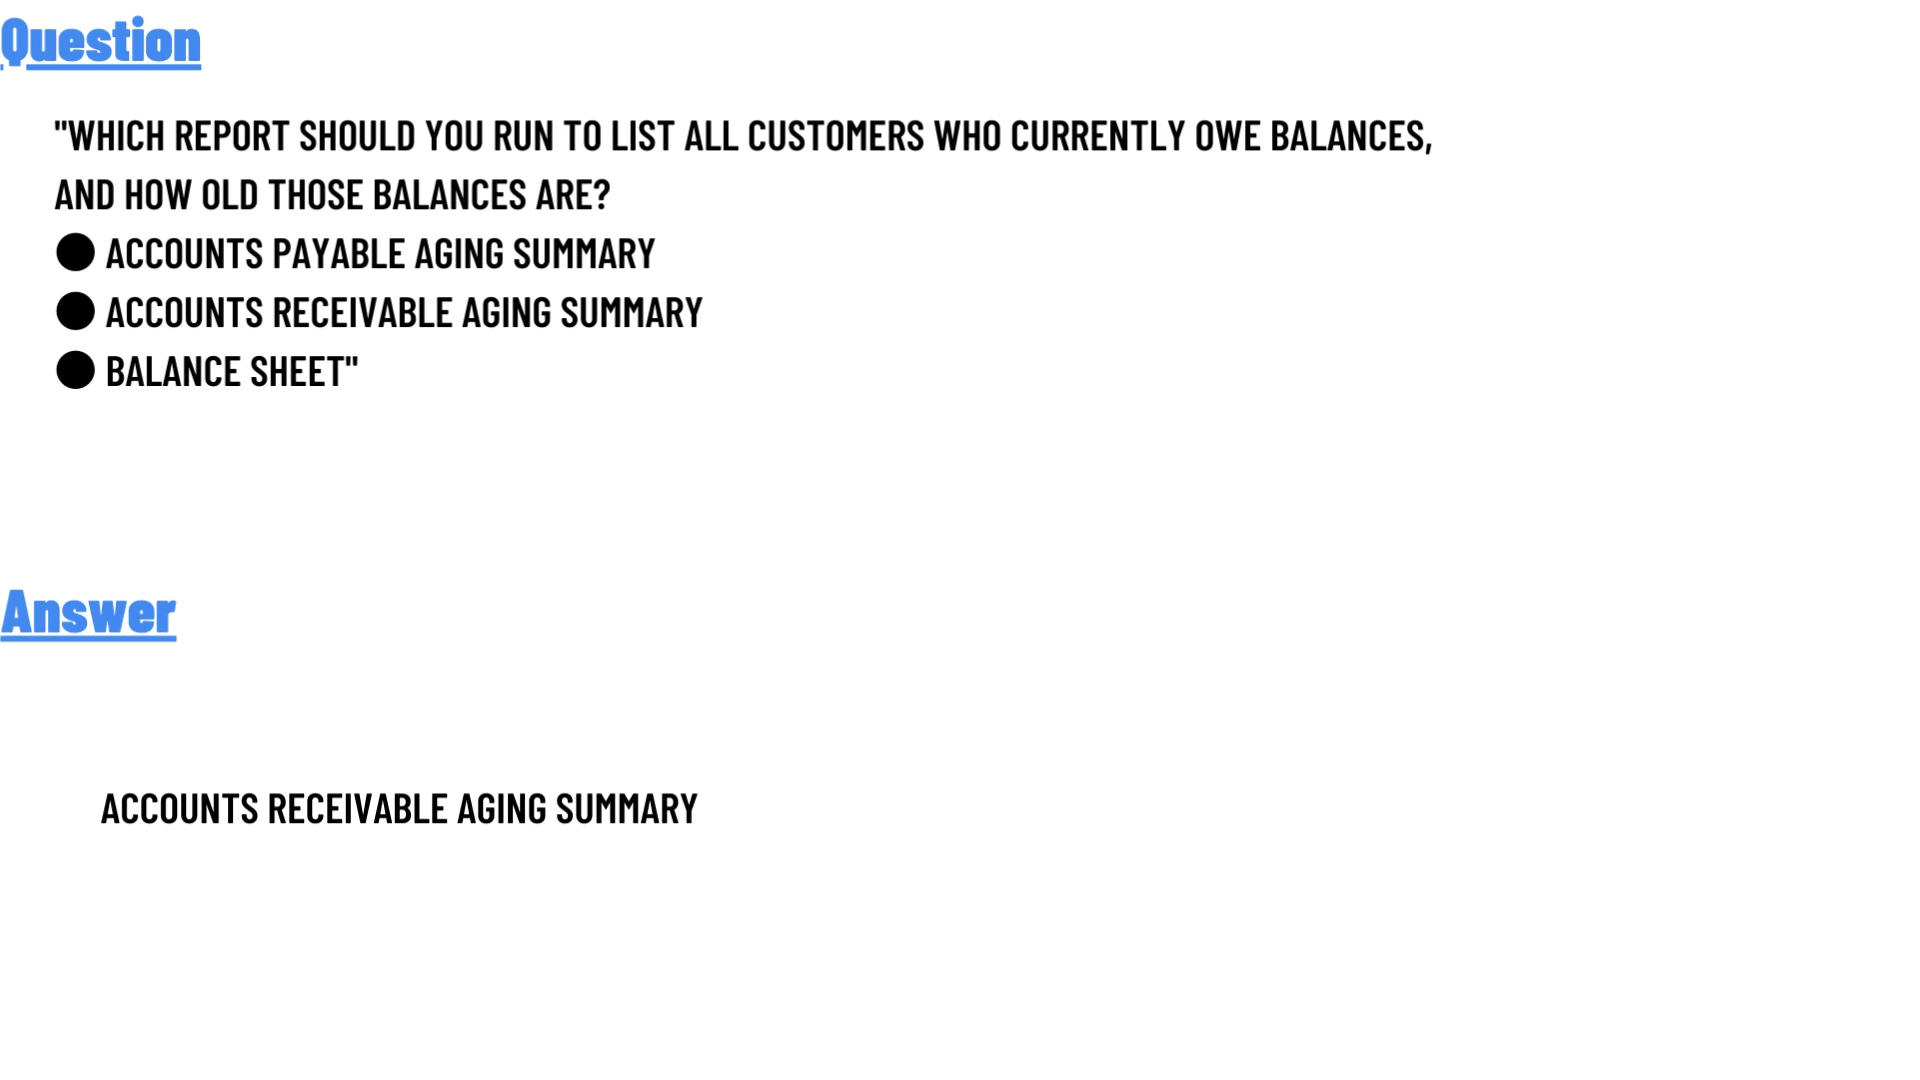 Question
"WHICH REPORT SHOULD YOU RUN TO LIST ALL CUSTOMERS WHO CURRENTLY OWE BALANCES,
AND HOW OLD THOSE BALANCES ARE?
● ACCOUNTS PAYABLE AGING SUMMARY
● ACCOUNTS RECEIVABLE AGING SUMMARY
● BALANCE SHEET"
Answer
ACCOUNTS RECEIVABLE AGING SUMMARY